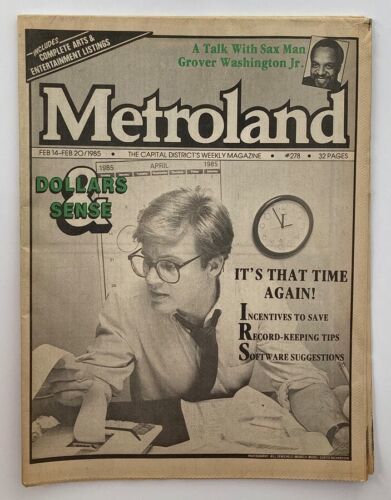 INCLUDES
COMPLETE ARTS &
ENTERTAINMENT LISTINGS
A Talk With Sax Man
Grover Washington Jr.
Metroland
FEB 14-FEB 20/1985 • THE CAPITAL DISTRICT'S WEEKLY MAGAZINE • #278 • 32 PAGES
1985 APRIL 1985
DOLLARS
&
SENSE
IT'S THAT TIME
AGAIN!
INCENTIVES TO SAVE
RECORD-KEEPING TIPS
SOFTWARE SUGGESTIONS